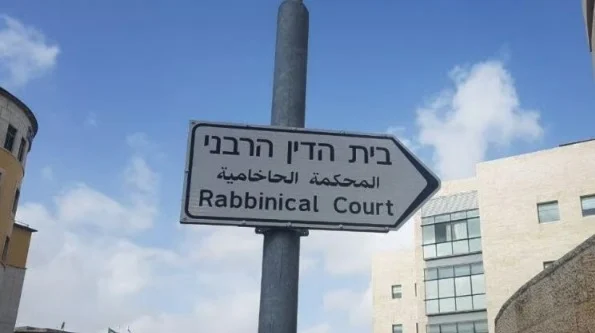 בית הדין הרבני
المحكمة الحاخامية
Rabbinical Court